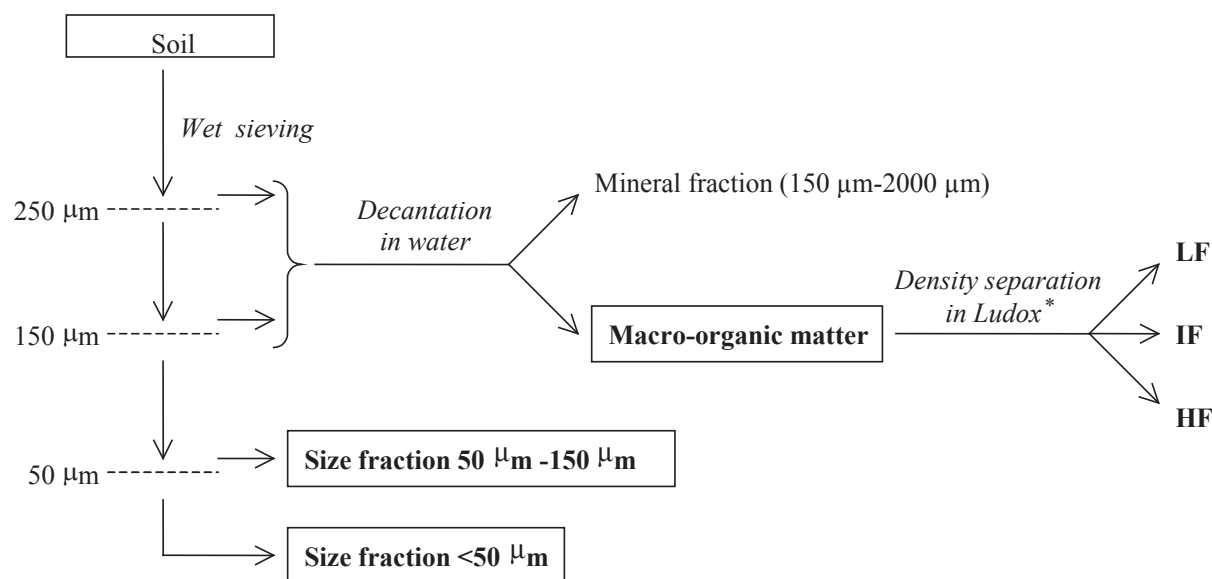 Soil
Wet sieving
250 µm
Decantation
in water
Mineral fraction (150 µm-2000 µm)
150 µm
Macro-organic matter
Density separation
in Ludox*
LF
IF
HF
50 µm
Size fraction 50 µm -150 µm
Size fraction <50 µm